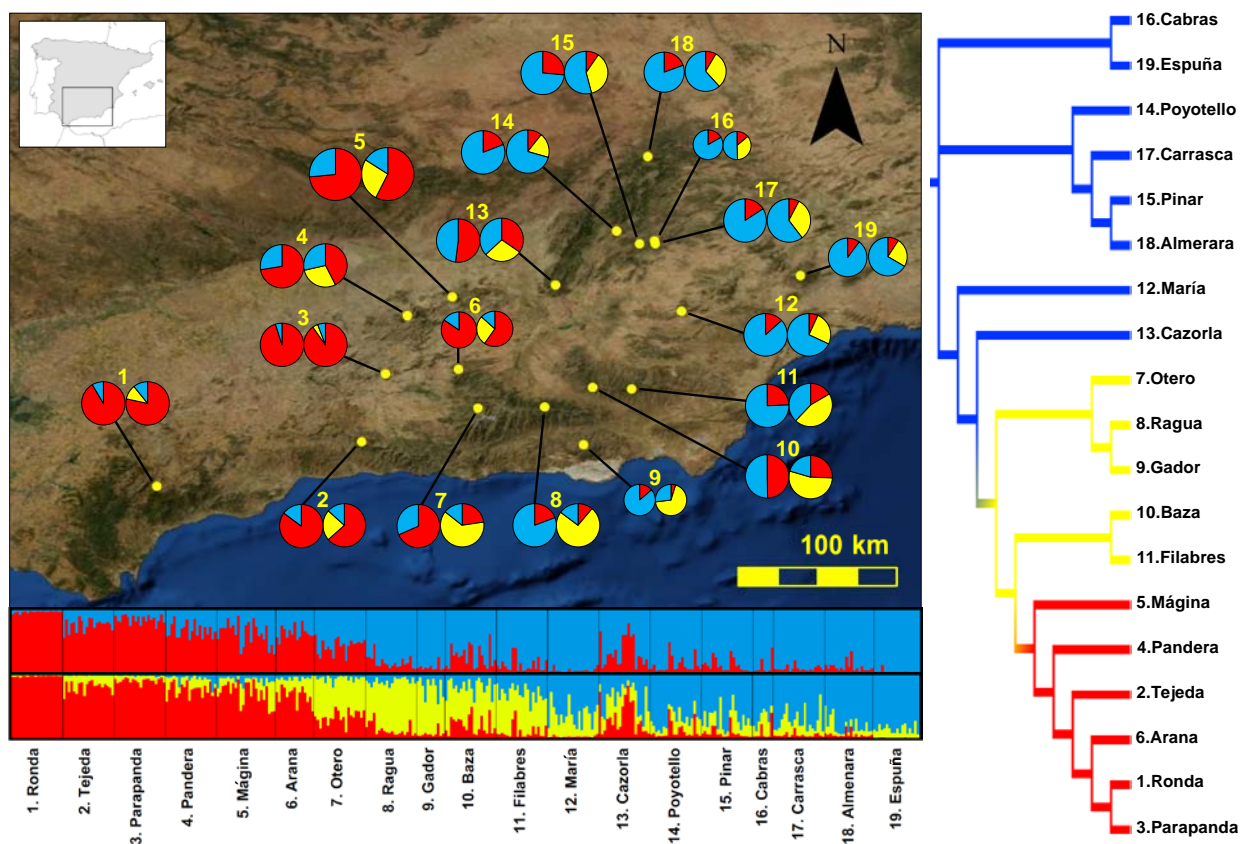 15
18
N
16
14
5
17
13
4
19
6
12
3
1
11
10
9
2
7
8
100 km
1. Ronda
2. Tejeda
3. Parapanda
4. Pandera
5. Mágina
6. Arana
7. Otero
8. Ragua
9. Gador
10. Baza
11. Filabres
12. María
13. Cazorla
14. Poyotello
15. Pinar
16. Cabras
17. Carrasca
18. Almenara
19. Espuña
16.Cabras
19.Espuña
14.Poyotello
17.Carrasca
15.Pinar
18.Almerara
12.María
13.Cazorla
7.Otero
8.Ragua
9.Gador
10.Baza
11.Filabres
5.Mágina
4.Pandera
2.Tejeda
6.Arana
1.Ronda
3.Parapanda